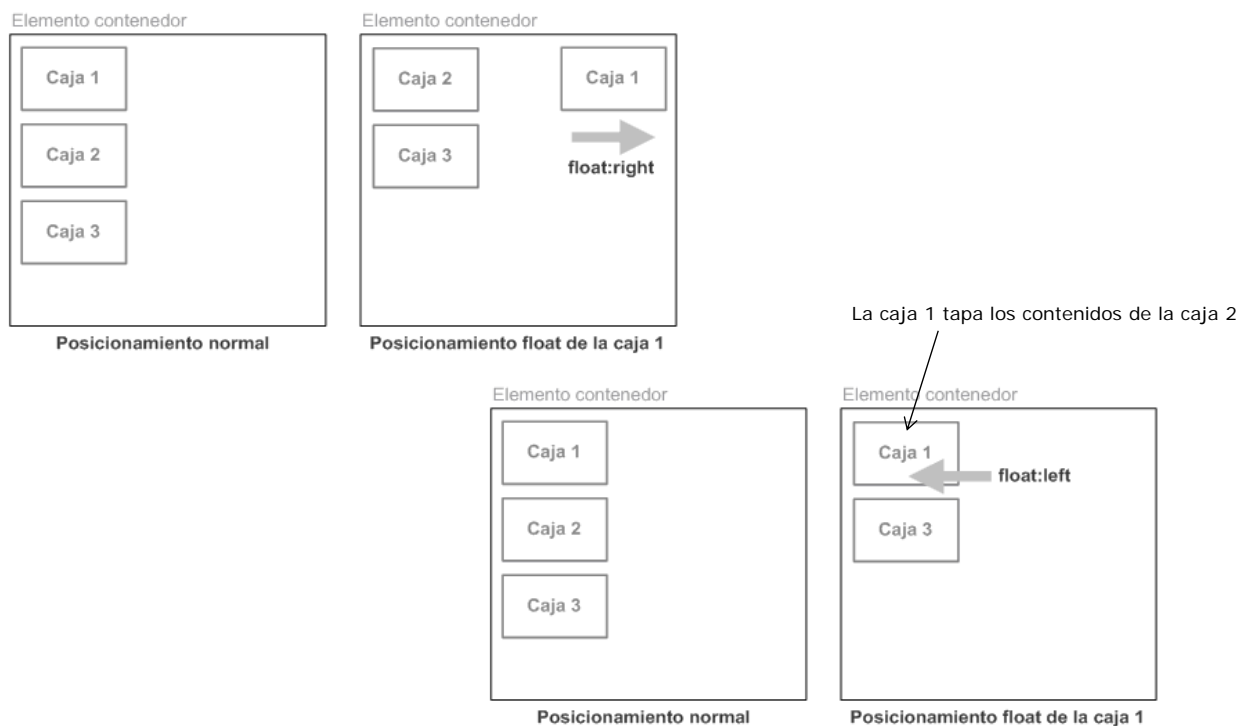 Elemento contenedor
Caja 1
Caja 2
Caja 3
Posicionamiento normal
Elemento contenedor
Caja 2
Caja 1
Caja 3
float:right
Posicionamiento float de la caja 1
La caja 1 tapa los contenidos de la caja 2
Elemento contenedor
Caja 1
Caja 2
Caja 3
Posicionamiento normal
Elemento contenedor
Caja 1
float:left
Caja 3
Posicionamiento float de la caja 1